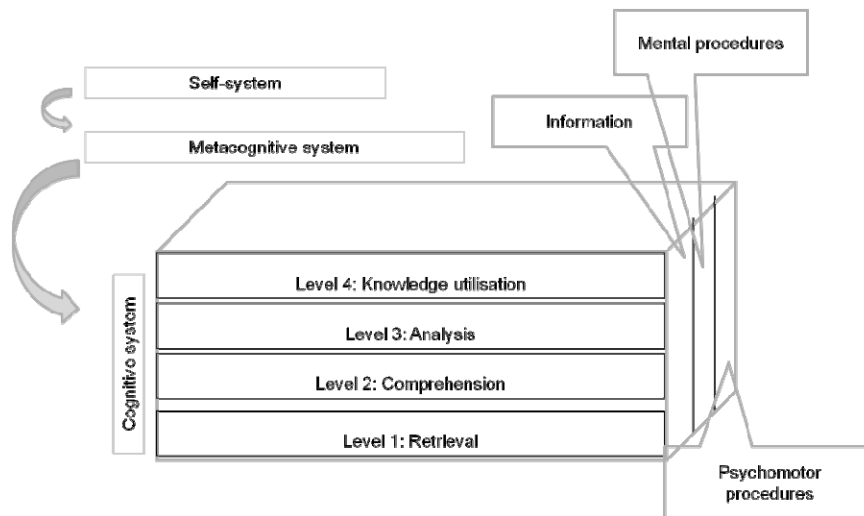 Mental procedures
Self-system
Information
Metacognitive system
Level 4: Knowledge utilisation
Level 3: Analysis
Cognitive system
Level 2: Comprehension
Level 1: Retrieval
Psychomotor
procedures